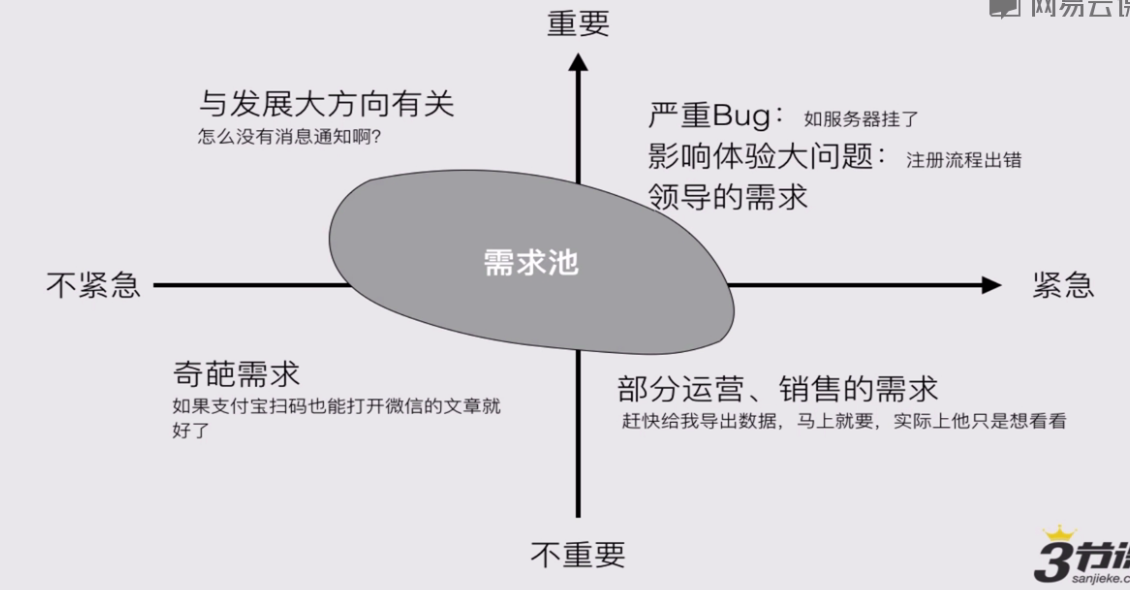 网易云课
重要
与发展大方向有关
怎么没有消息通知啊?
严重Bug： 如服务器挂了
影响体验大问题： 注册流程出错
领导的需求
需求池
不紧急
紧急
奇葩需求
如果支付宝扫码也能打开微信的文章就
好了
部分运营、销售的需求
赶快给我导出数据，马上就要，实际上他只是想看看
不重要
3节课
sanjieke.c